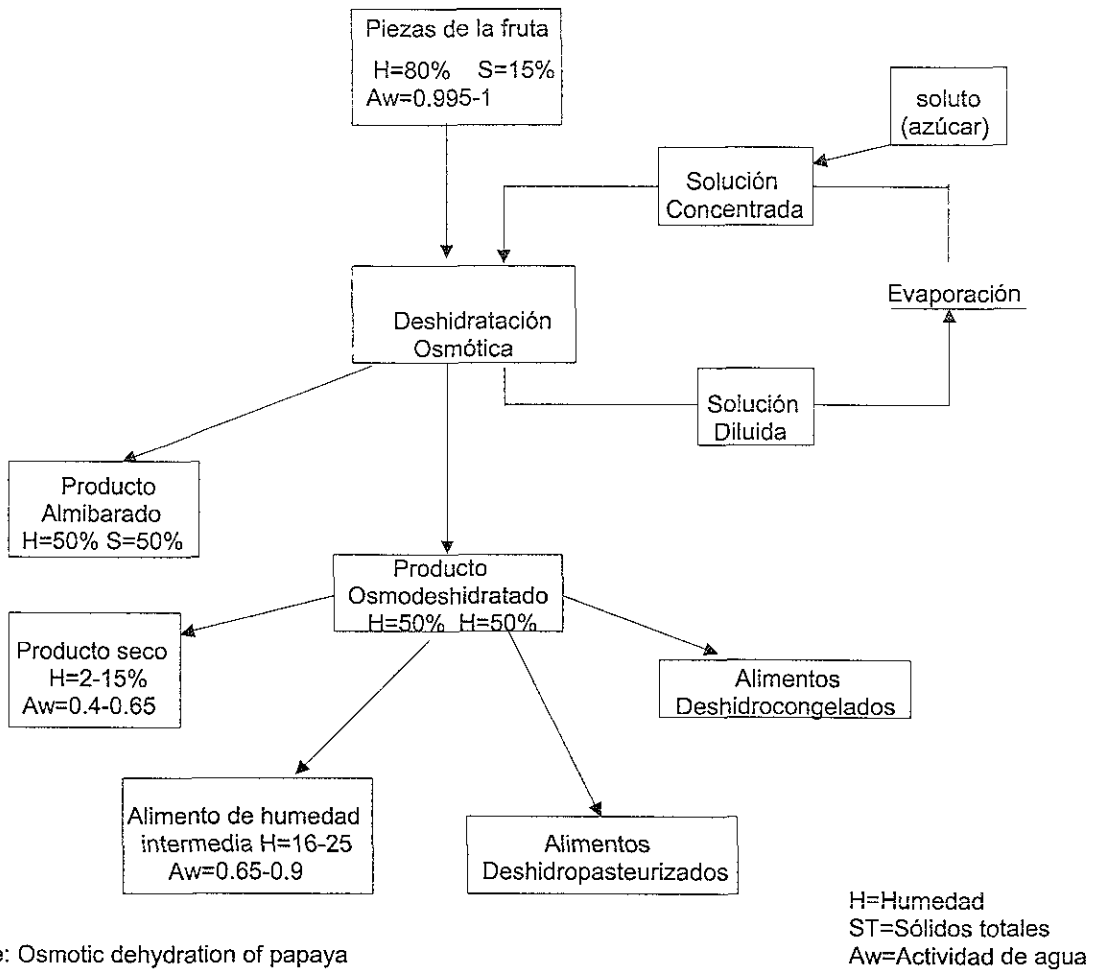 Piezas de la fruta
H=80% S=15%
Aw=0.995-1
soluto
(azúcar)
Solución
Concentrada
Evaporación
Deshidratación
Osmótica
Solución
Diluida
Producto
Almibarado
H=50% S=50%
Producto
Osmodeshidratado
H=50% H=50%
Producto seco
H=2-15%
Aw=0.4-0.65
Alimentos
Deshidrocongelados
Alimento de humedad
intermedia H=16-25
Aw=0.65-0.9
Alimentos
Deshidropasteurizados
H=Humedad
ST=Sólidos totales
Aw=Actividad de agua
e: Osmotic dehydration of papaya